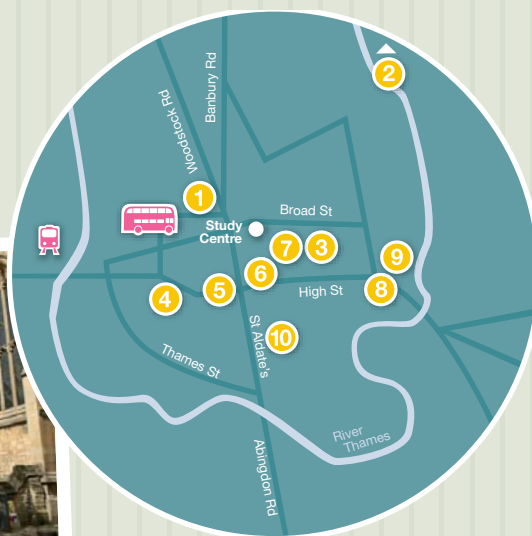 Woodstock Rd
Banbury Rd
2
1
Broad St
Study
Centre
7
3
9
6
5
4
High St
8
St Aldate's
10
Thames St
River
Thames
Abingdon Rd